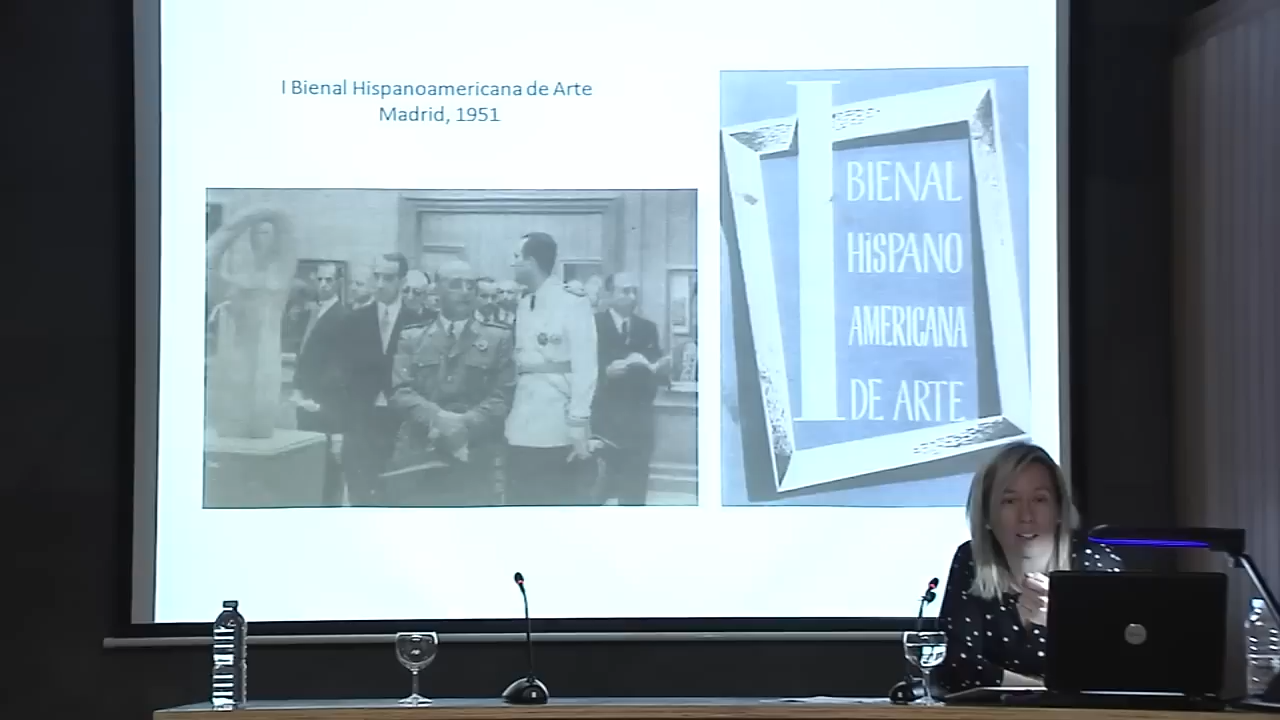 I Bienal Hispanoamericana de Arte
Madrid, 1951
I
BIENAL
HiSPANO
AMERICANA
DE ARTE